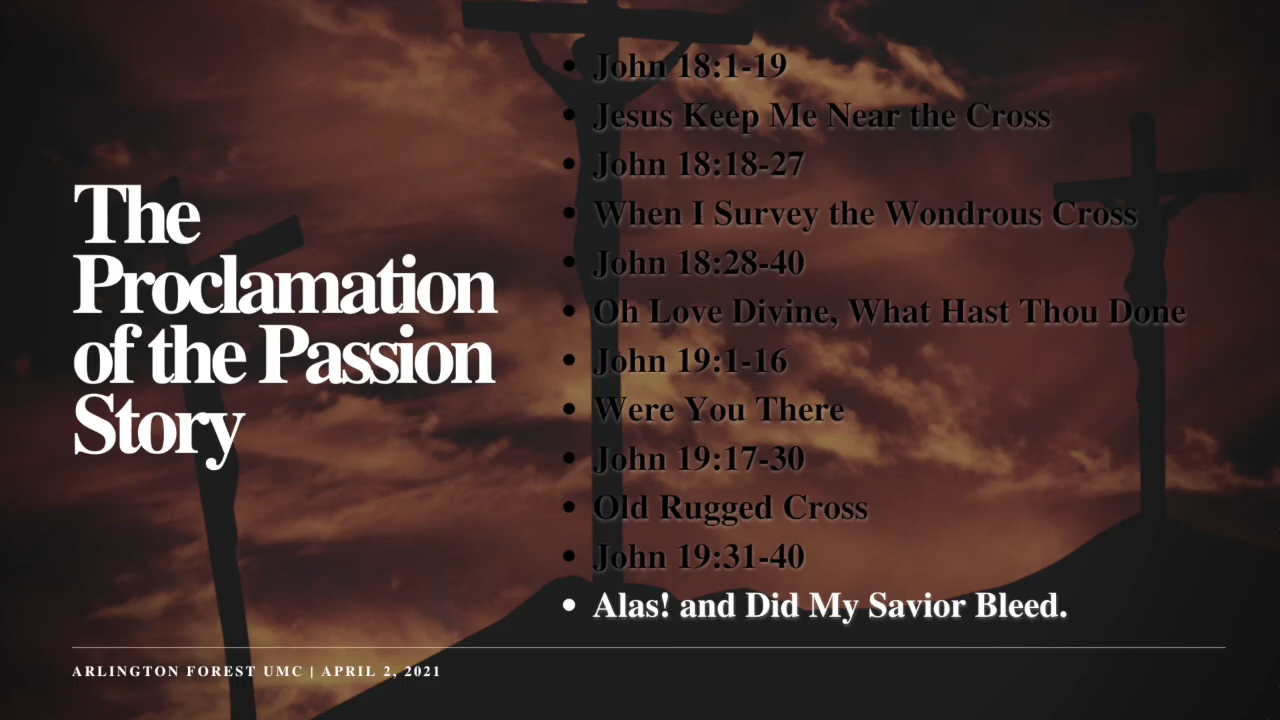 The
Proclamation
of the Passion
Story
• John 18:1-19
• Jesus Keep Me Near the Cross
• John 18:18-27
• When I Survey the Wondrous Cross
• John 18:28-40
• Oh Love Divine, What Hast Thou Done
• John 19:1-16
• Were You There
• John 19:17-30
• Old Rugged Cross
• John 19:31-40
• Alas! and Did My Savior Bleed.
ARLINGTON FOREST UMC | APRIL 2, 2021